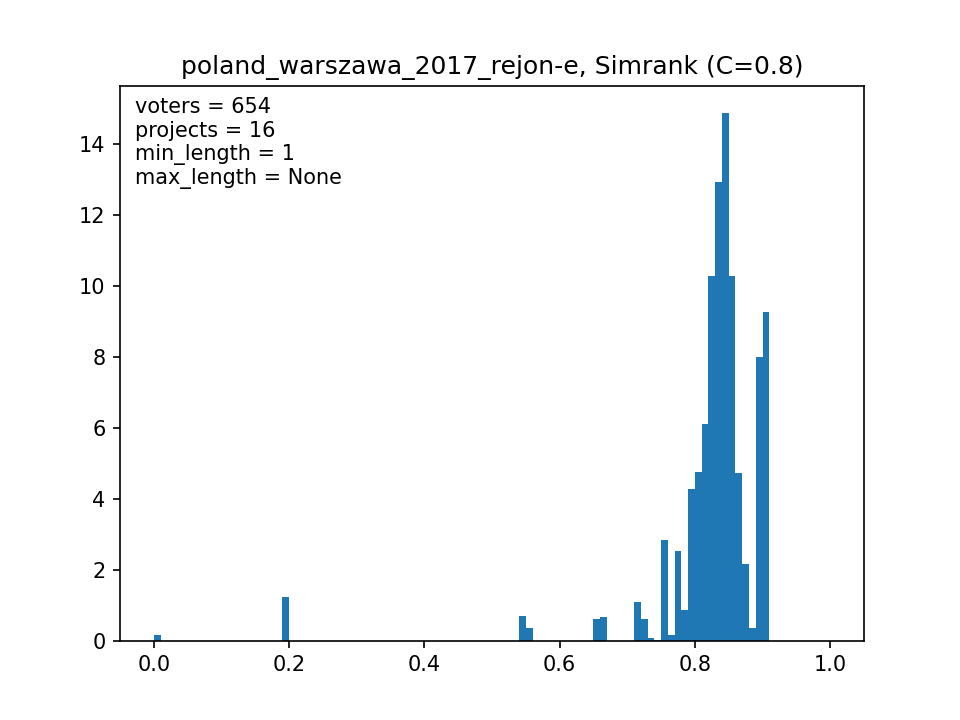 poland_warszawa_2017_rejon-e, Simrank (C=0.8)
voters = 654
projects = 16
min_length = 1
max_length = None
14
12
10
8
6
4
2
0
0.0 0.2 0.4 0.6 0.8 1.0